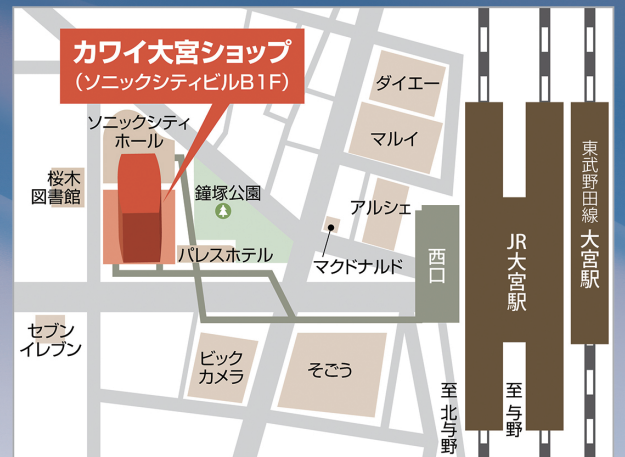 カワイ大宮ショップ
（ソニックシティビルB1F）
ダイエー
マルイ
ソニックシティ
ホール
桜木
図書館
鐘塚公園
アルシェ
パレスホテル
マクドナルド
西口
JR大宮駅
東武野田線 大宮駅
セブン
イレブン
ビック
カメラ
そごう
至 北与野
至 与野